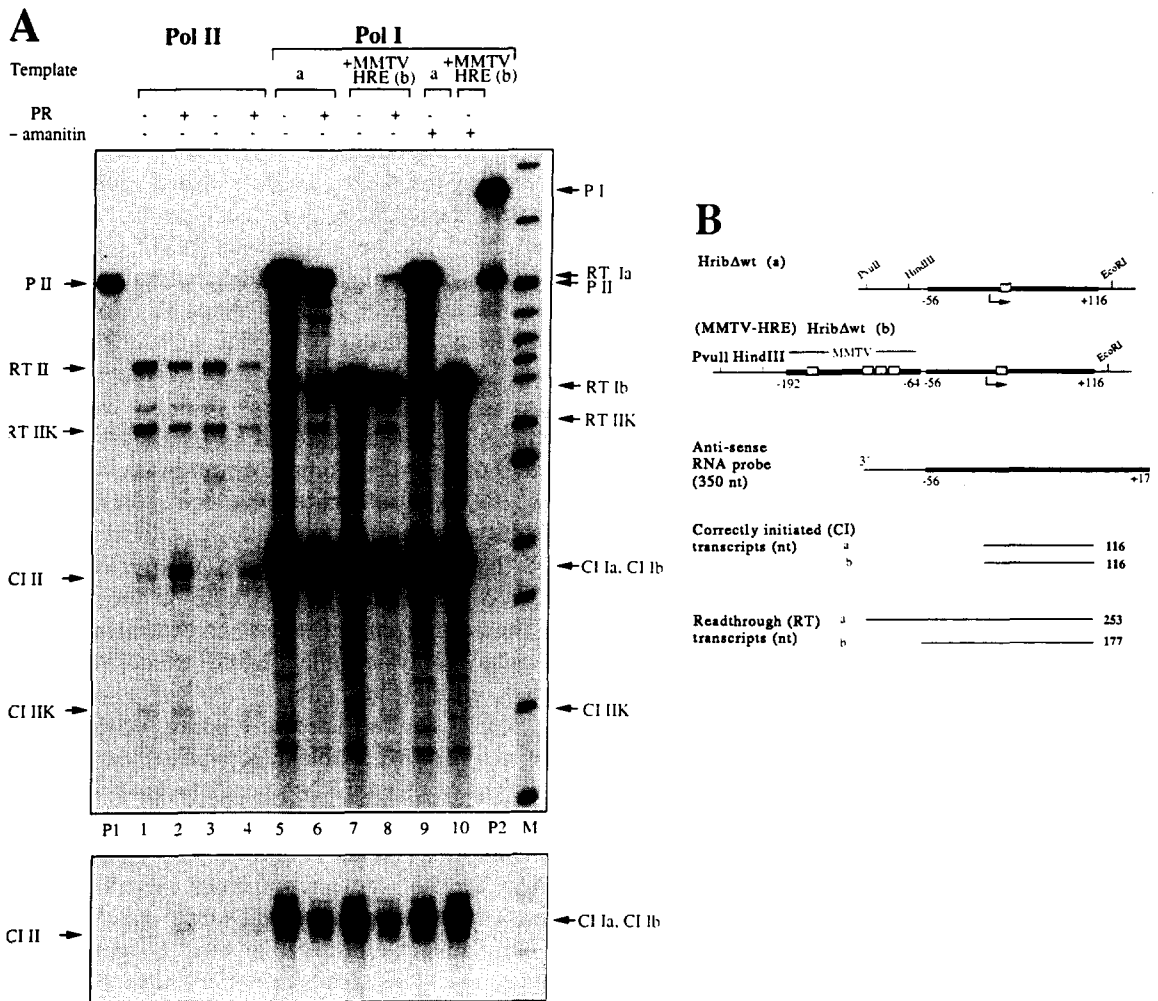 A
Pol II Pol I
Template a +MMTV HRE (b) a +MMTV HRE (b)
PR - + - + - + - +
– amanitin - - - - - - - - + +
P I
RT Ia
P II P II
RT II
RT Ib
RT IIK RT IIK
CI II CI Ia, CI Ib
CI IIK CI IIK
P1 1 2 3 4 5 6 7 8 9 10 P2 M
CI II CI Ia, CI Ib
B
HribΔwt (a) PvuII HindIII EcoRI
-56 +116
(MMTV-HRE) HribΔwt (b)
PvuII HindIII MMTV EcoRI
-192 -64 -56 +116
Anti-sense 3'
RNA probe
(350 nt) -56 +17
Correctly initiated (CI)
transcripts (nt) a 116
b 116
Readthrough (RT) a 253
transcripts (nt) b 177